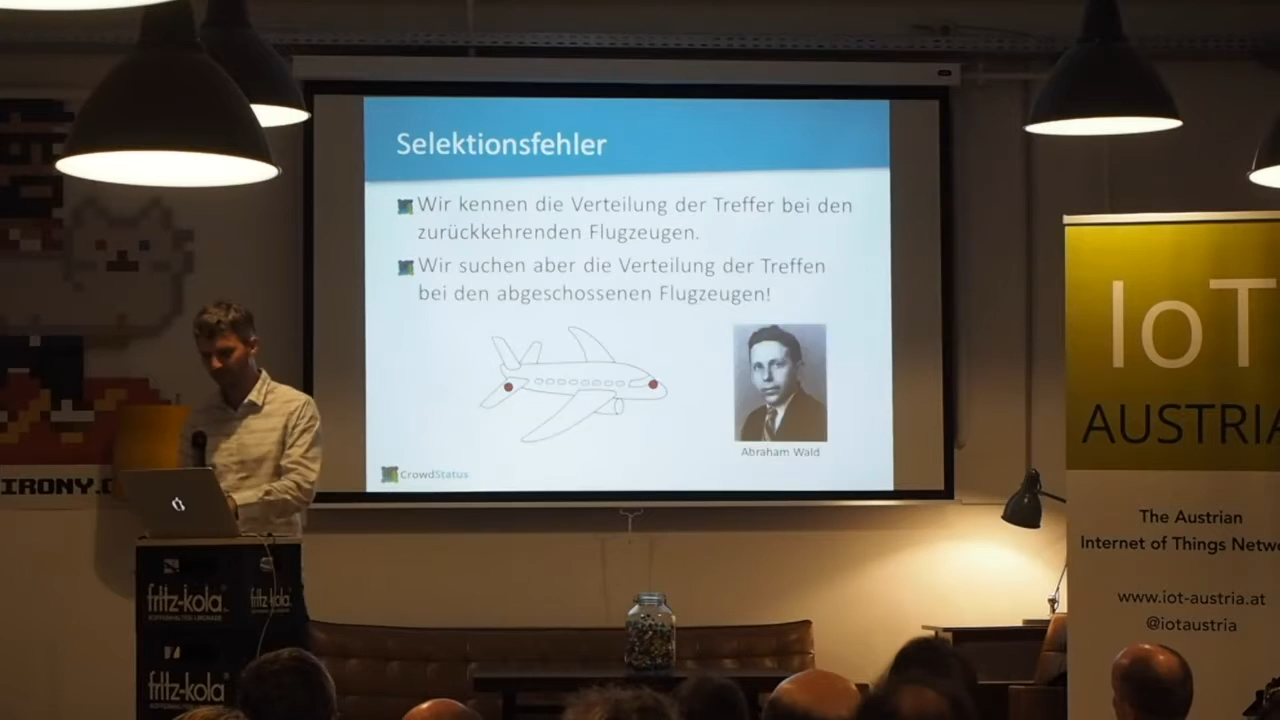 Selektionsfehler
Wir kennen die Verteilung der Treffer bei den
zurückkehrenden Flugzeugen.
Wir suchen aber die Verteilung der Treffen
bei den abgeschossenen Flugzeugen!
Abraham Wald
CrowdStatus
IRONY.C
fritz-kola
fritz-kola
fritz-kola
IoT
AUSTRIA
The Austrian
Internet of Things Netw
www.iot-austria.at
@iotaustria